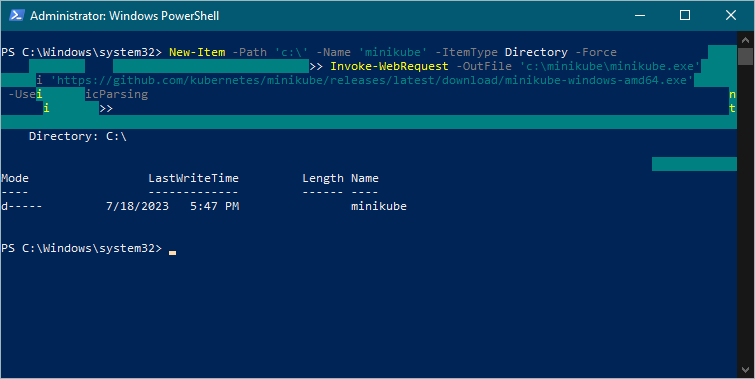 Administrator: Windows PowerShell
PS C:\Windows\system32> New-Item -Path 'c:\' -Name 'minikube' -ItemType Directory -Force
>> Invoke-WebRequest -OutFile 'c:\minikube\minikube.exe'
i 'https://github.com/kubernetes/minikube/releases/latest/download/minikube-windows-amd64.exe'
-Usei icParsing n
i >> t
Directory: C:\
Mode LastWriteTime Length Name
---- ------------- ------ ----
d----- 7/18/2023 5:47 PM minikube
PS C:\Windows\system32>